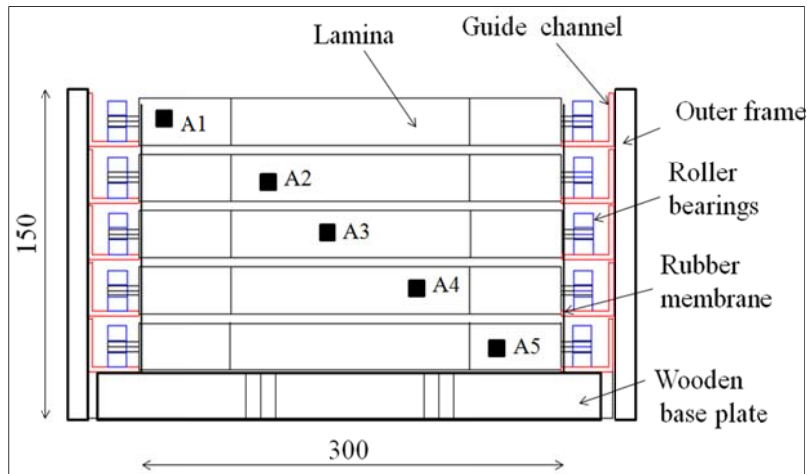 Lamina
Guide channel
Outer frame
A1
A2
Roller
bearings
A3
150
A4
Rubber
membrane
A5
Wooden
base plate
300